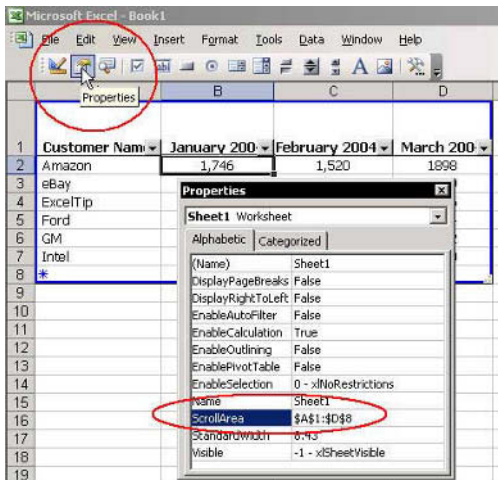 Microsoft Excel - Book1
File Edit View Insert Format Tools Data Window Help
Properties
B C D
1 Customer Nam January 200 February 2004 March 200
2 Amazon 1,746 1,520 1898
3 eBay
4 ExcelTip
5 Ford
6 GM
7 Intel
8 *
9
10
11
12
13
14
15
16
17
18
19
Properties
Sheet1 Worksheet
Alphabetic Categorized
(Name) Sheet1
DisplayPageBreaks False
DisplayRightToLeft False
EnableAutoFilter False
EnableCalculation True
EnableOutlining False
EnablePivotTable False
EnableSelection 0 - xlNoRestrictions
Name Sheet1
ScrollArea $A$1:$D$8
StandardWidth 8.43
Visible -1 - xlSheetVisible